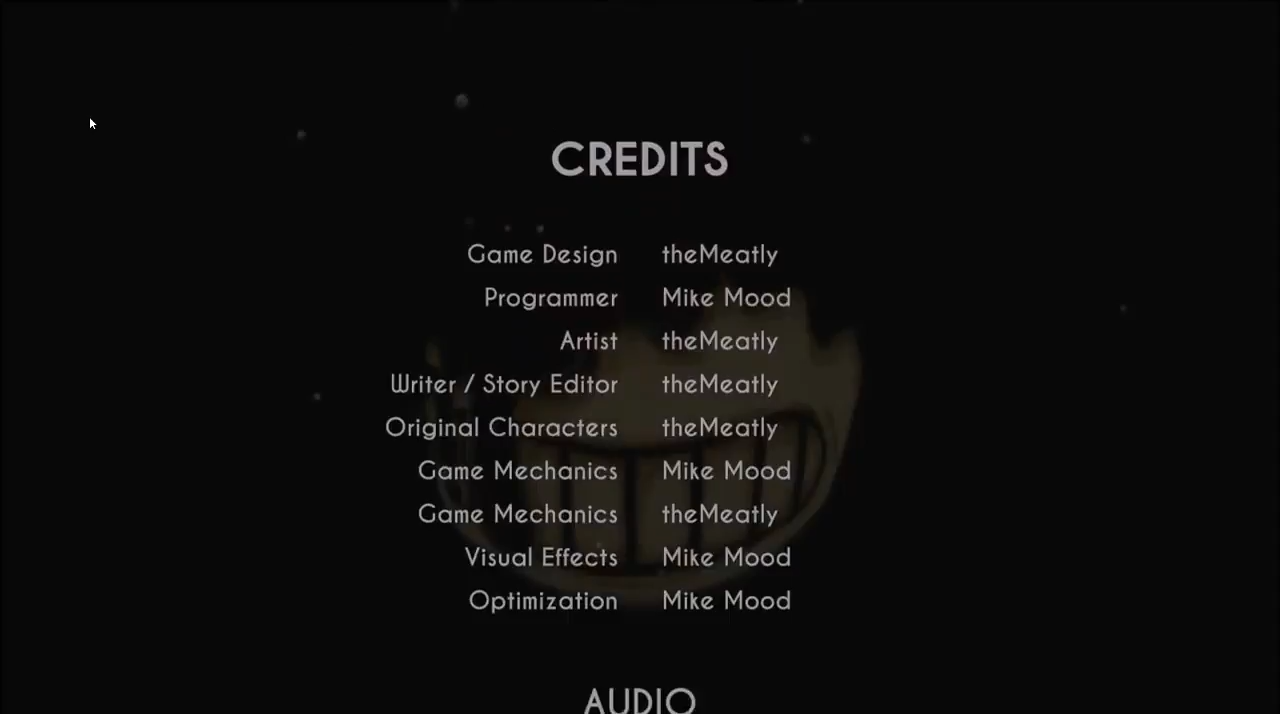 CREDITS
Game Design theMeatly
Programmer Mike Mood
Artist theMeatly
Writer / Story Editor theMeatly
Original Characters theMeatly
Game Mechanics Mike Mood
Game Mechanics theMeatly
Visual Effects Mike Mood
Optimization Mike Mood
AUDIO